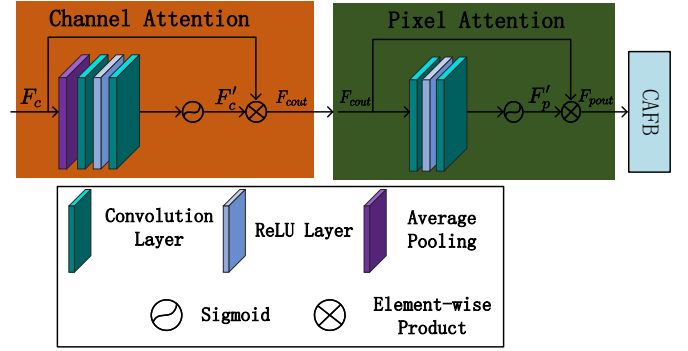 Channel Attention
Pixel Attention
F_c
F'_c
F_cout
F_cout
F'_p
F_pout
CAFB
Convolution
Layer
ReLU Layer
Average
Pooling
Sigmoid
Element-wise
Product